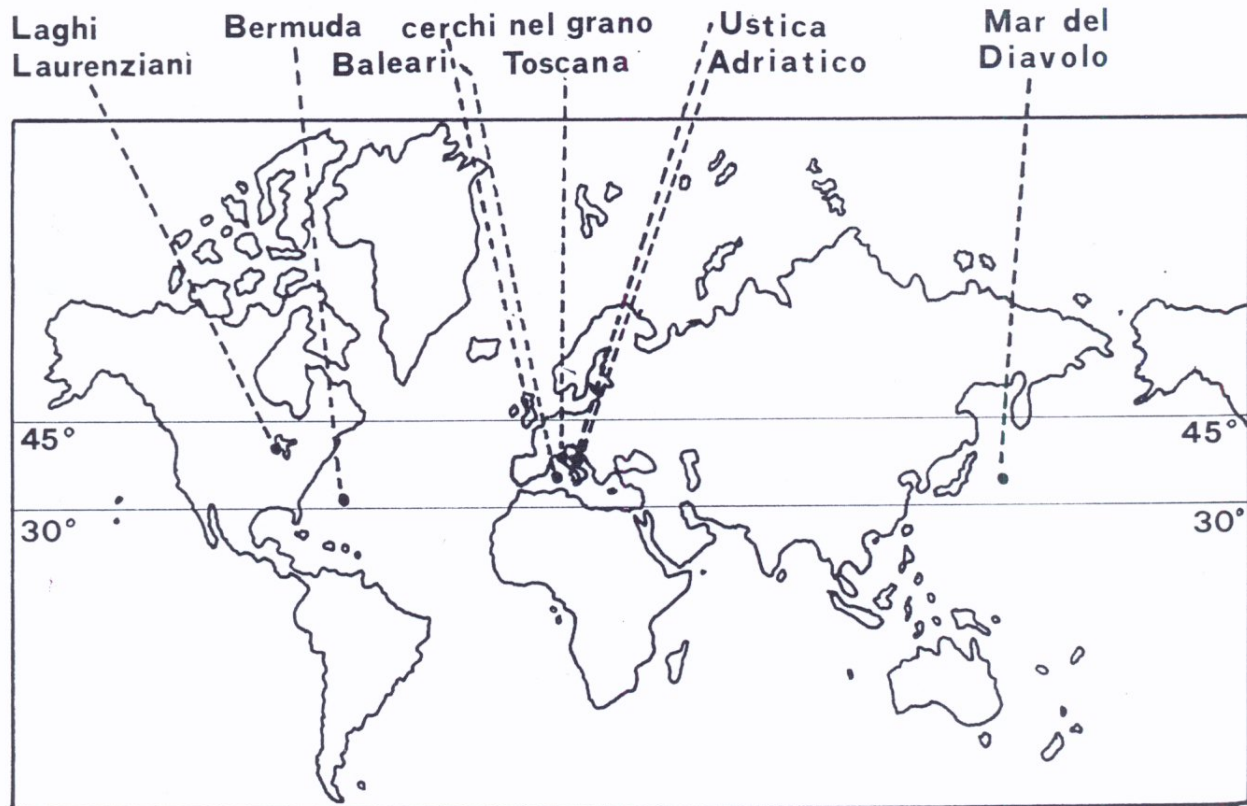 Laghi
Laurenziani
Bermuda
cerchi nel grano
Baleari
Toscana
Ustica
Adriatico
Mar del
Diavolo
45°
45°
30°
30°